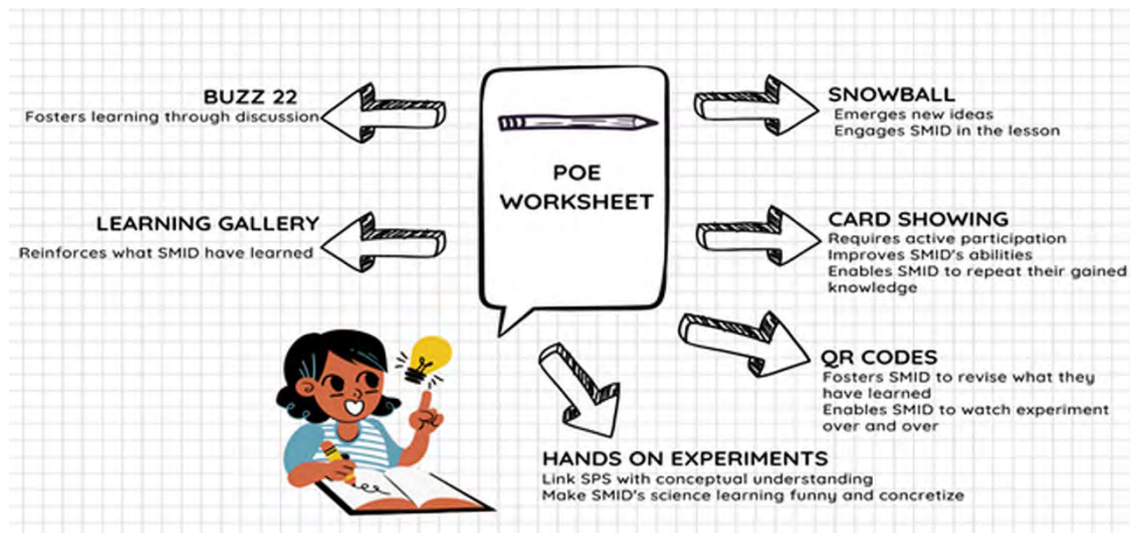 BUZZ 22
Fosters learning through discussion
LEARNING GALLERY
Reinforces what SMID have learned
POE
WORKSHEET
SNOWBALL
Emerges new ideas
Engages SMID in the lesson
CARD SHOWING
Requires active participation
Improves SMID's abilities
Enables SMID to repeat their gained
knowledge
QR CODES
Fosters SMID to revise what they
have learned
Enables SMID to watch experiment
over and over
HANDS ON EXPERIMENTS
Link SPS with conceptual understanding
Make SMID's science learning funny and concretize